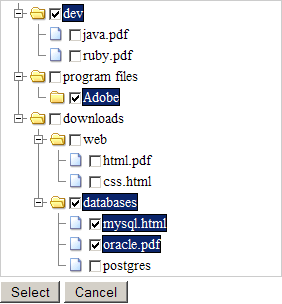 dev
java.pdf
ruby.pdf
program files
Adobe
downloads
web
html.pdf
css.html
databases
mysql.html
oracle.pdf
postgres
Select Cancel